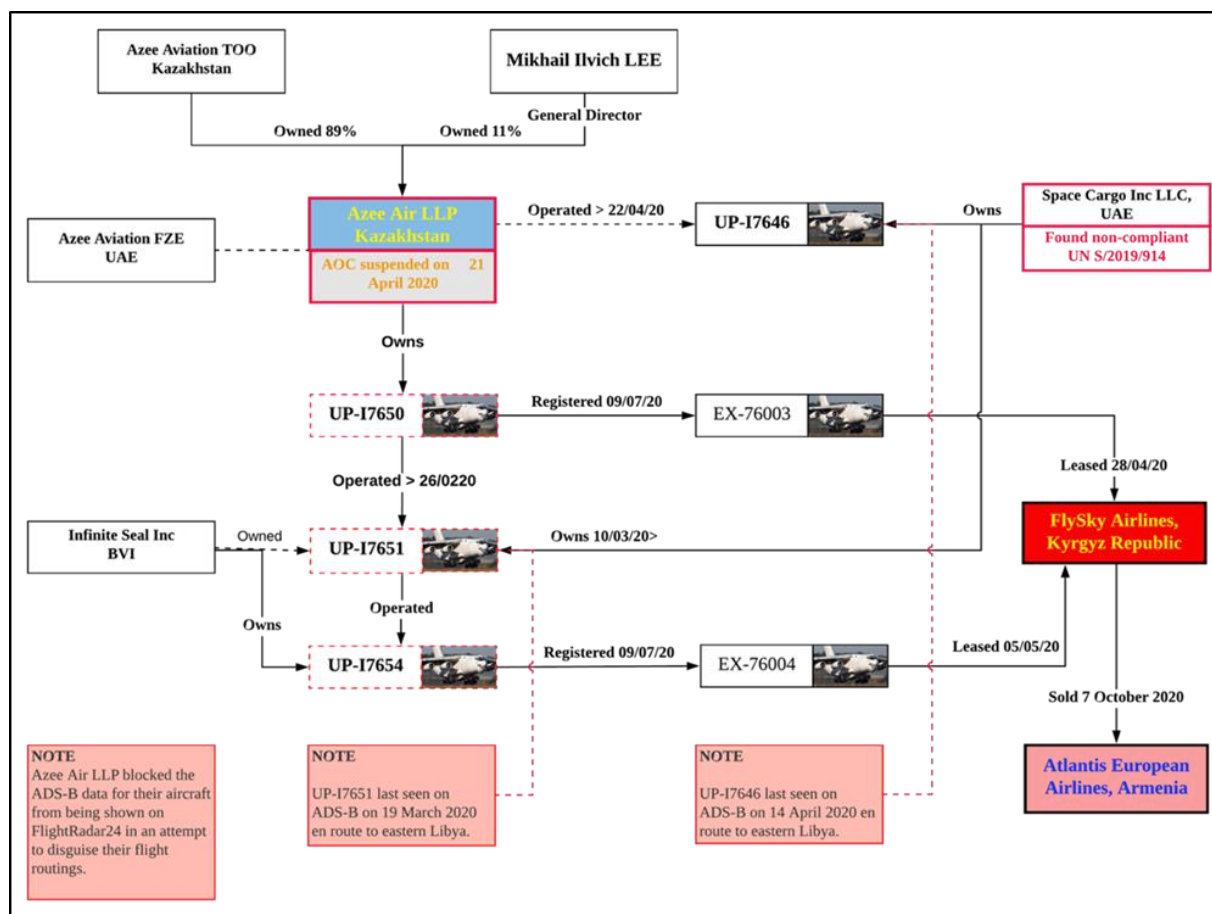 Azee Aviation TOO
Kazakhstan
Mikhail Ilvich LEE
General Director
Owned 89%
Owned 11%
Azee Air LLP
Kazakhstan
AOC suspended on 21
April 2020
Operated > 22/04/20
UP-I7646
Owns
Space Cargo Inc LLC,
UAE
Found non-compliant
UN S/2019/914
Azee Aviation FZE
UAE
Owns
UP-I7650
Registered 09/07/20
EX-76003
Leased 28/04/20
Operated > 26/0220
FlySky Airlines,
Kyrgyz Republic
Infinite Seal Inc
BVI
Owned
UP-I7651
Owns 10/03/20>
Operated
Owns
UP-I7654
Registered 09/07/20
EX-76004
Leased 05/05/20
Sold 7 October 2020
Atlantis European
Airlines, Armenia
NOTE
Azee Air LLP blocked the
ADS-B data for their aircraft
from being shown on
FlightRadar24 in an attempt
to disguise their flight
routings.
NOTE
UP-I7651 last seen on
ADS-B on 19 March 2020
en route to eastern Libya.
NOTE
UP-I7646 last seen on
ADS-B on 14 April 2020 en
route to eastern Libya.